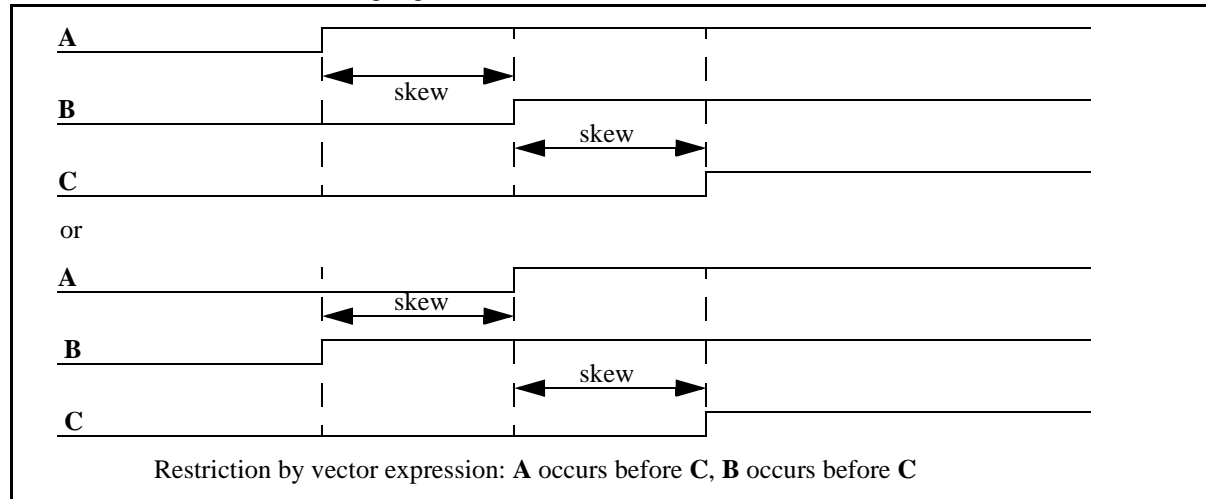 A
skew
B
skew
C
or
A
skew
B
skew
C
Restriction by vector expression: A occurs before C, B occurs before C